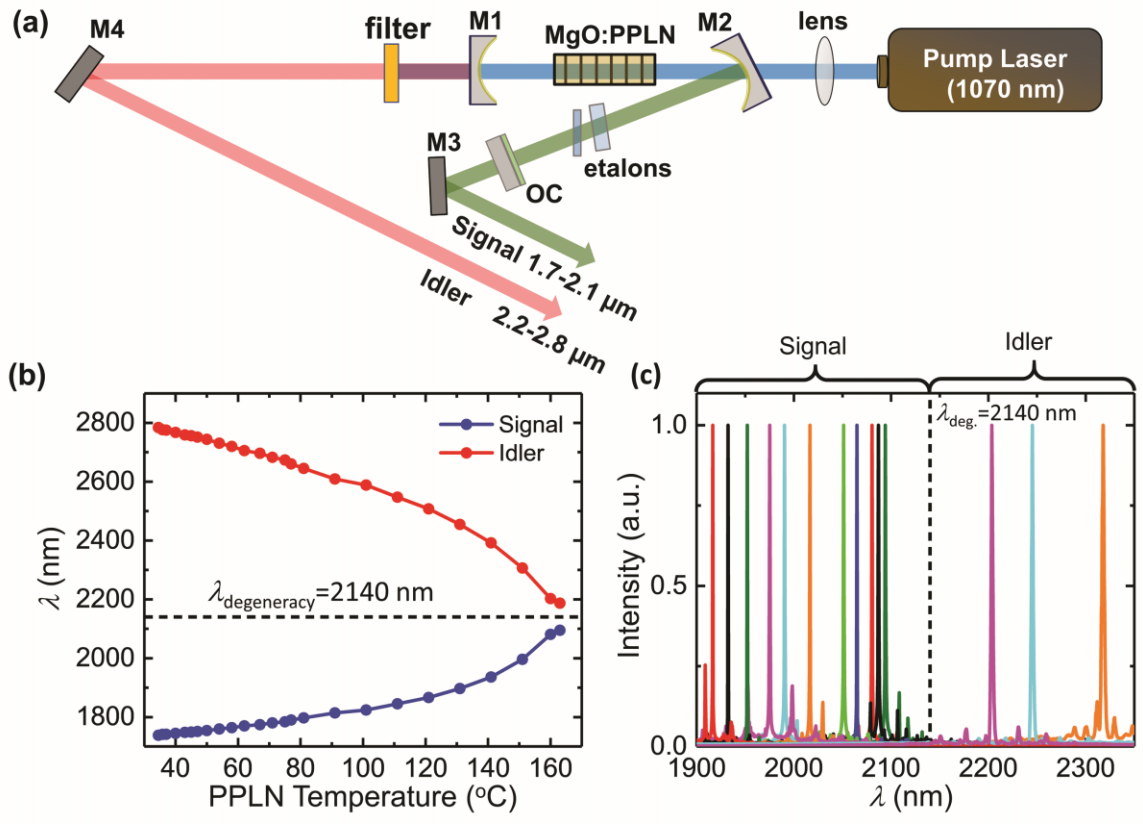 (a)
M4
filter
M1
MgO:PPLN
M2
lens
Pump Laser
(1070 nm)
M3
OC
etalons
Signal 1.7-2.1 µm
Idler 2.2-2.8 µm
(b)
2800
2600
2400
2200
2000
1800
λ (nm)
Signal
Idler
λdegeneracy=2140 nm
40 60 80 100 120 140 160
PPLN Temperature (°C)
(c)
Signal
Idler
λdeg.=2140 nm
1.0
0.5
0.0
Intensity (a.u.)
1900 2000 2100 2200 2300
λ (nm)